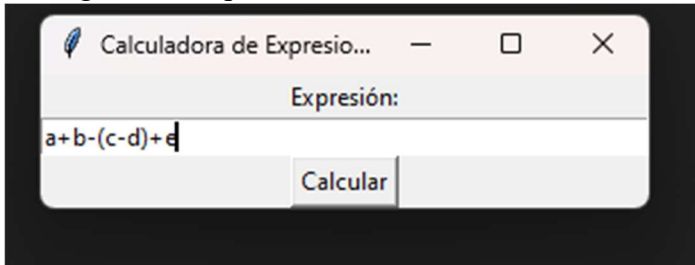 Calculadora de Expresio...
Expresión:
a+b-(c-d)+e
Calcular